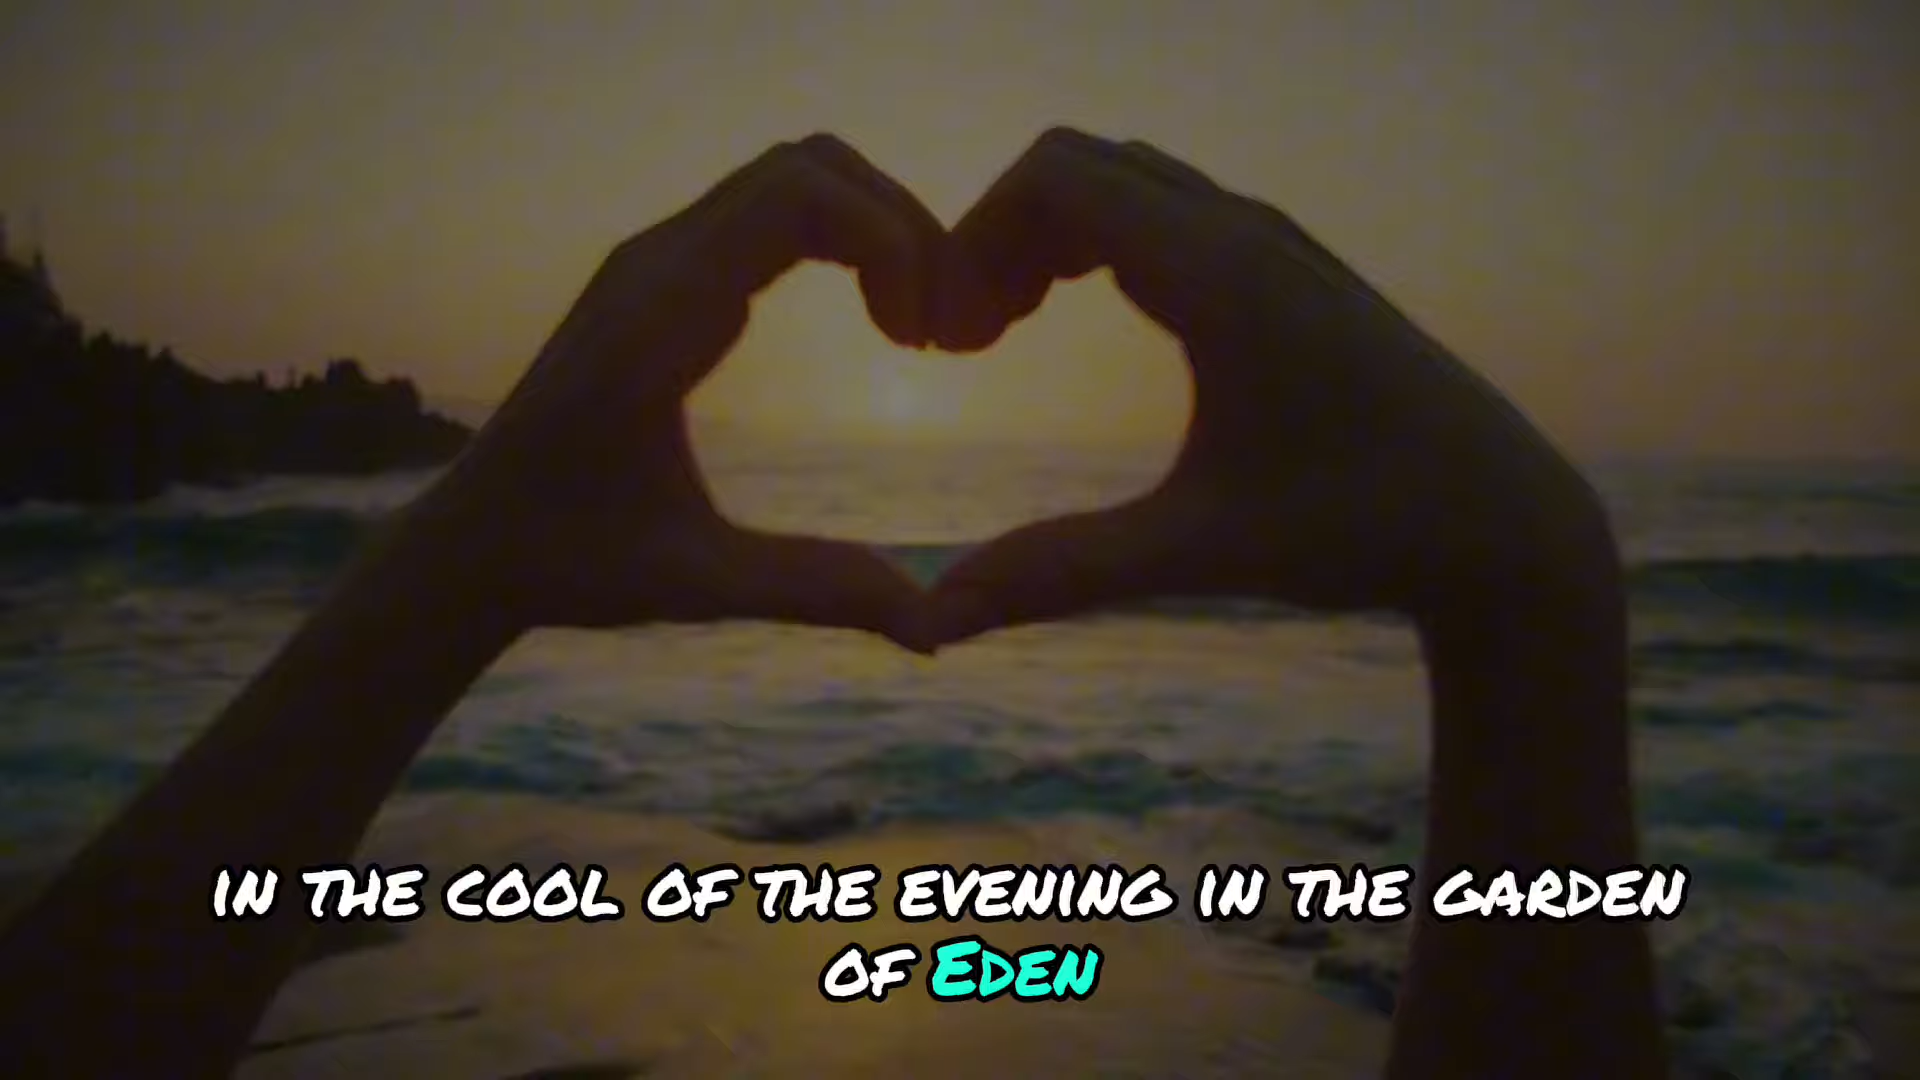 IN THE COOL OF THE EVENING IN THE GARDEN
OF EDEN